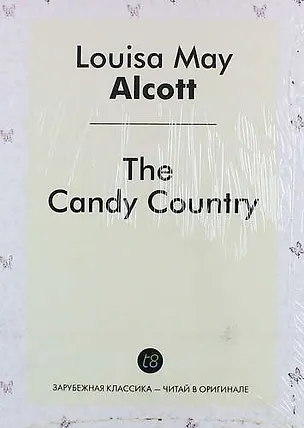 Louisa May
Alcott
The
Candy Country
t8
ЗАРУБЕЖНАЯ КЛАССИКА – ЧИТАЙ В ОРИГИНАЛЕ